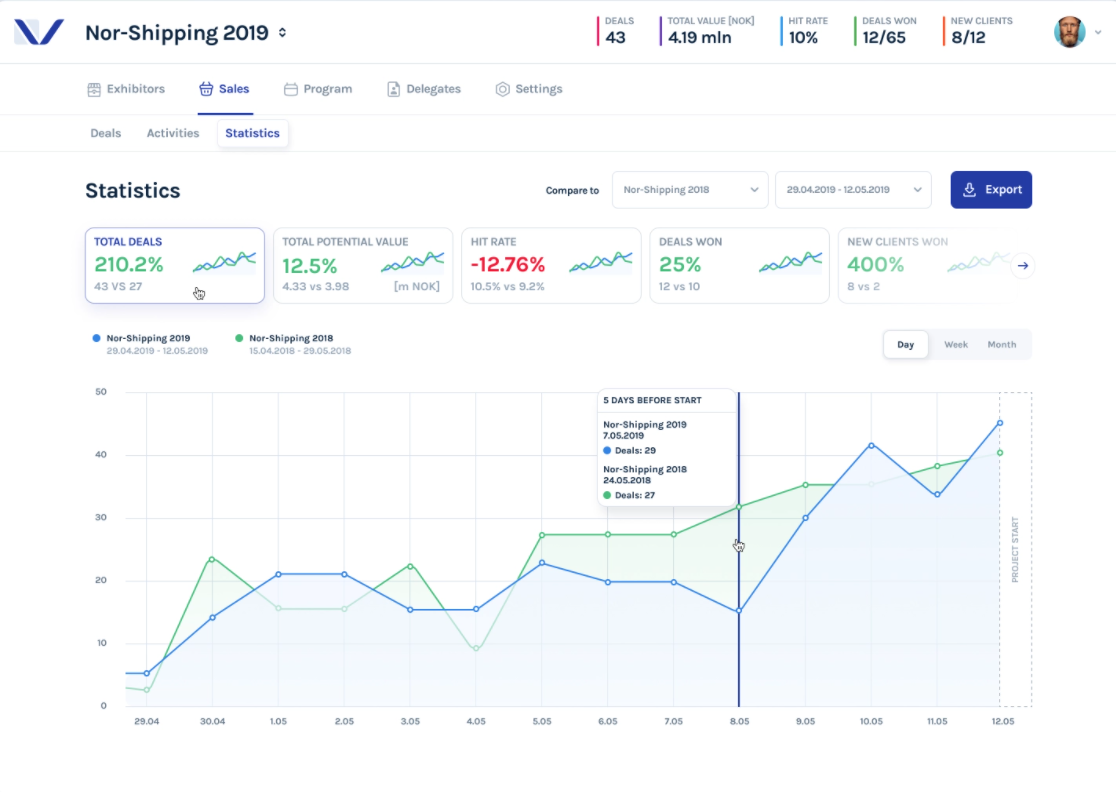 Nor-Shipping 2019
DEALS
43
TOTAL VALUE [NOK]
4.19 mln
HIT RATE
10%
DEALS WON
12/65
NEW CLIENTS
8/12
Exhibitors
Sales
Program
Delegates
Settings
Deals
Activities
Statistics
Statistics
Compare to
Nor-Shipping 2018
29.04.2019 - 12.05.2019
Export
TOTAL DEALS
210.2%
43 VS 27
TOTAL POTENTIAL VALUE
12.5%
4.33 vs 3.98
[m NOK]
HIT RATE
-12.76%
10.5% vs 9.2%
DEALS WON
25%
12 vs 10
NEW CLIENTS WON
400%
8 vs 2
Nor-Shipping 2019
29.04.2019 - 12.05.2019
Nor-Shipping 2018
15.04.2018 - 29.05.2018
Day
Week
Month
50
40
30
20
10
0
5 DAYS BEFORE START
Nor-Shipping 2019
7.05.2019
Deals: 29
Nor-Shipping 2018
24.05.2018
Deals: 27
PROJECT START
29.04
30.04
1.05
2.05
3.05
4.05
5.05
6.05
7.05
8.05
9.05
10.05
11.05
12.05